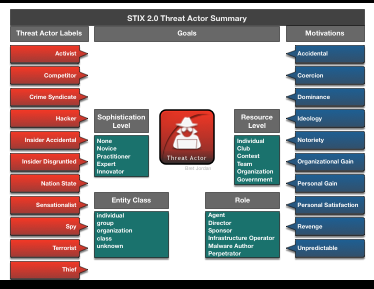 STIX 2.0 Threat Actor Summary
Threat Actor Labels
Goals
Motivations
Activist
Competitor
Crime Syndicate
Hacker
Insider Accidental
Insider Disgruntled
Nation State
Sensationalist
Spy
Terrorist
Thief
Sophistication
Level
None
Novice
Practitioner
Expert
Innovator
Threat Actor
Resource
Level
Individual
Club
Contest
Team
Organization
Government
Entity Class
individual
group
organization
class
unknown
Role
Agent
Director
Sponsor
Infrastructure Operator
Malware Author
Perpetrator
Accidental
Coercion
Dominance
Ideology
Notoriety
Organizational Gain
Personal Gain
Personal Satisfaction
Revenge
Unpredictable